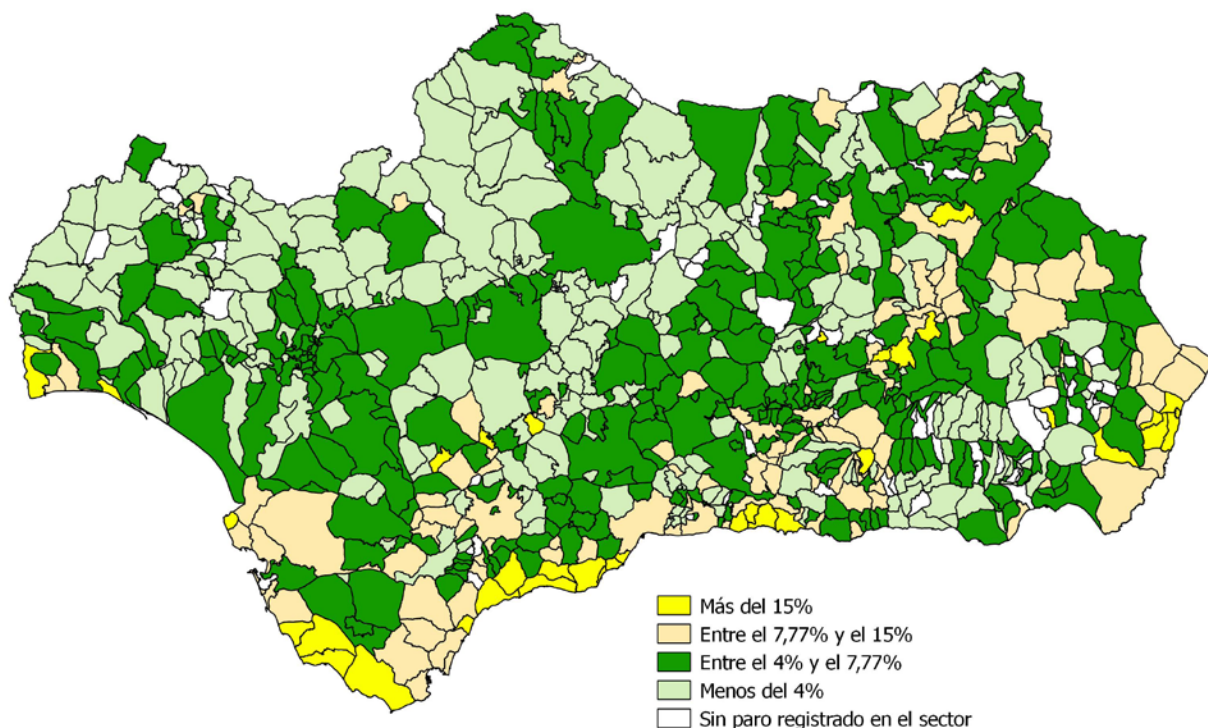 Más del 15%
Entre el 7,77% y el 15%
Entre el 4% y el 7,77%
Menos del 4%
Sin paro registrado en el sector